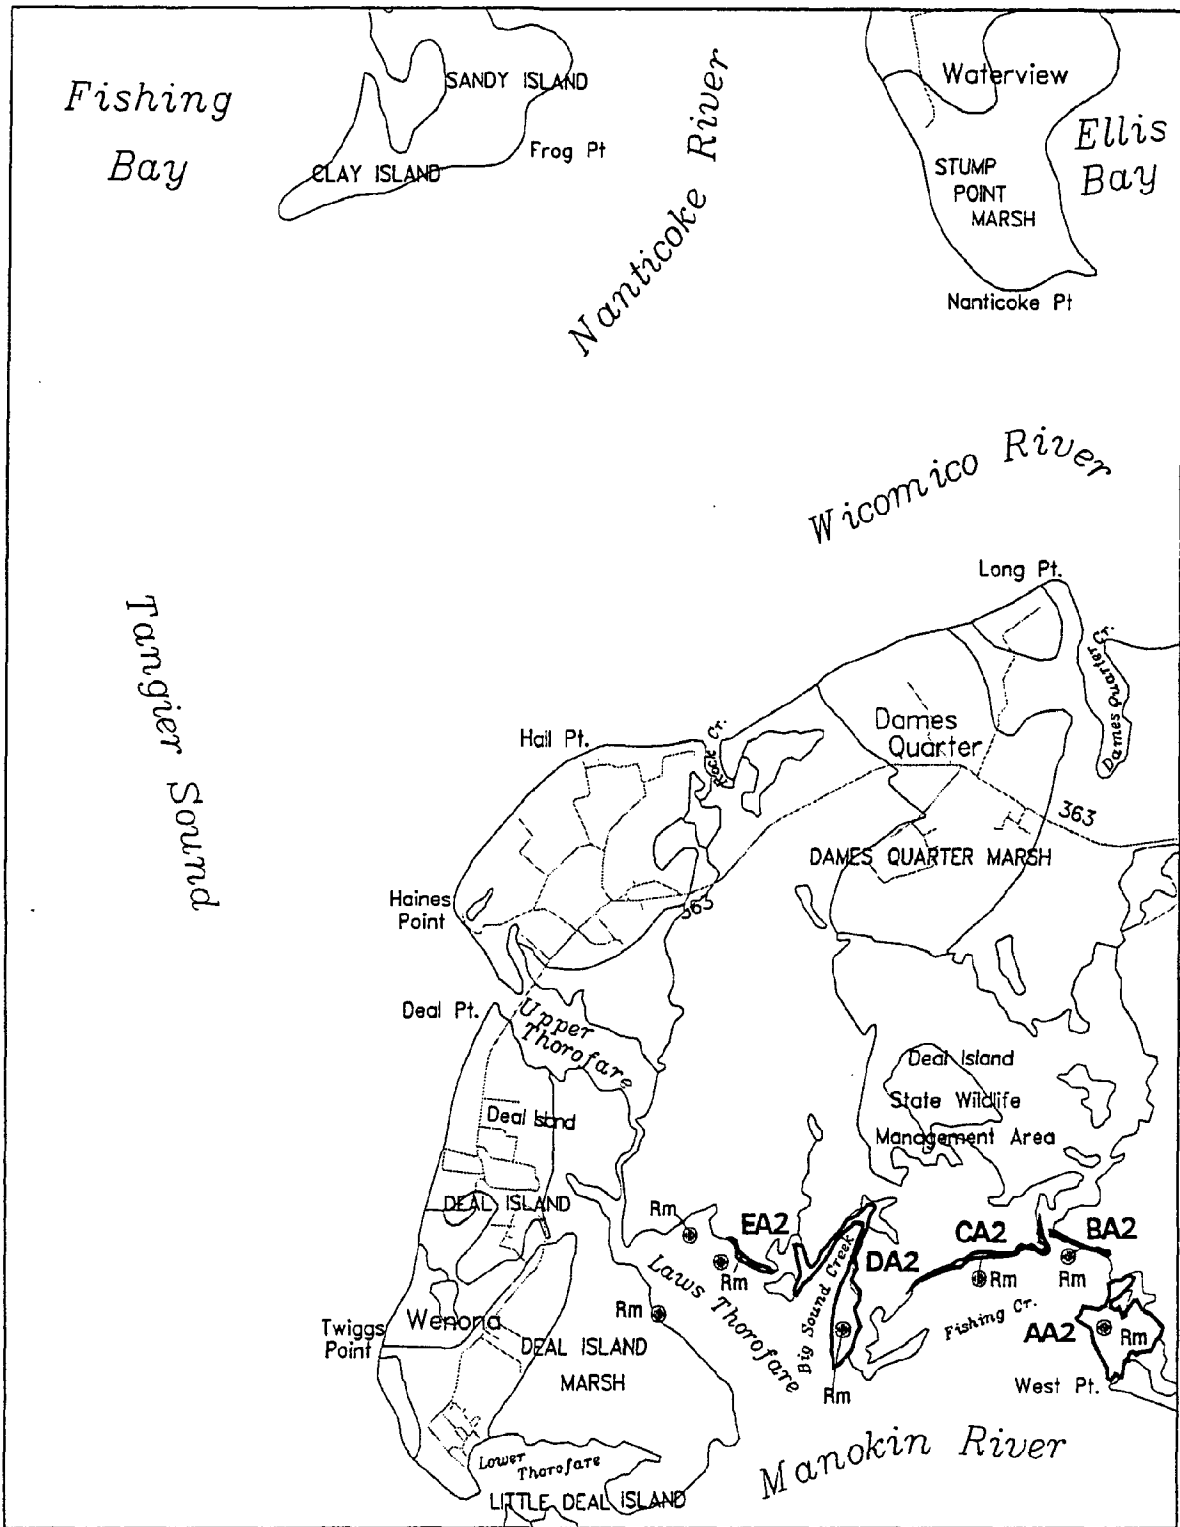 Fishing
Bay
SANDY ISLAND
CLAY ISLAND
Frog Pt
Nanticoke River
Waterview
Ellis
Bay
STUMP
POINT
MARSH
Nanticoke Pt
Wicomico River
Long Pt.
Dames Quarter Cr.
Tangier Sound
Hail Pt.
Rock Cr.
Dames
Quarter
363
DAMES QUARTER MARSH
Haines
Point
363
Deal Pt.
Upper
Thorofare
Deal Island
State Wildlife
Management Area
Deal Island
DEAL ISLAND
Rm
EA2
CA2
BA2
DA2
Rm
Rm
Rm
Laws Thorofare
Big Sound Creek
Rm
Fishing Cr.
AA2
Rm
Wenona
Twiggs
Point
DEAL ISLAND
MARSH
Rm
West Pt.
Manokin River
Lower
Thorofare
LITTLE DEAL ISLAND